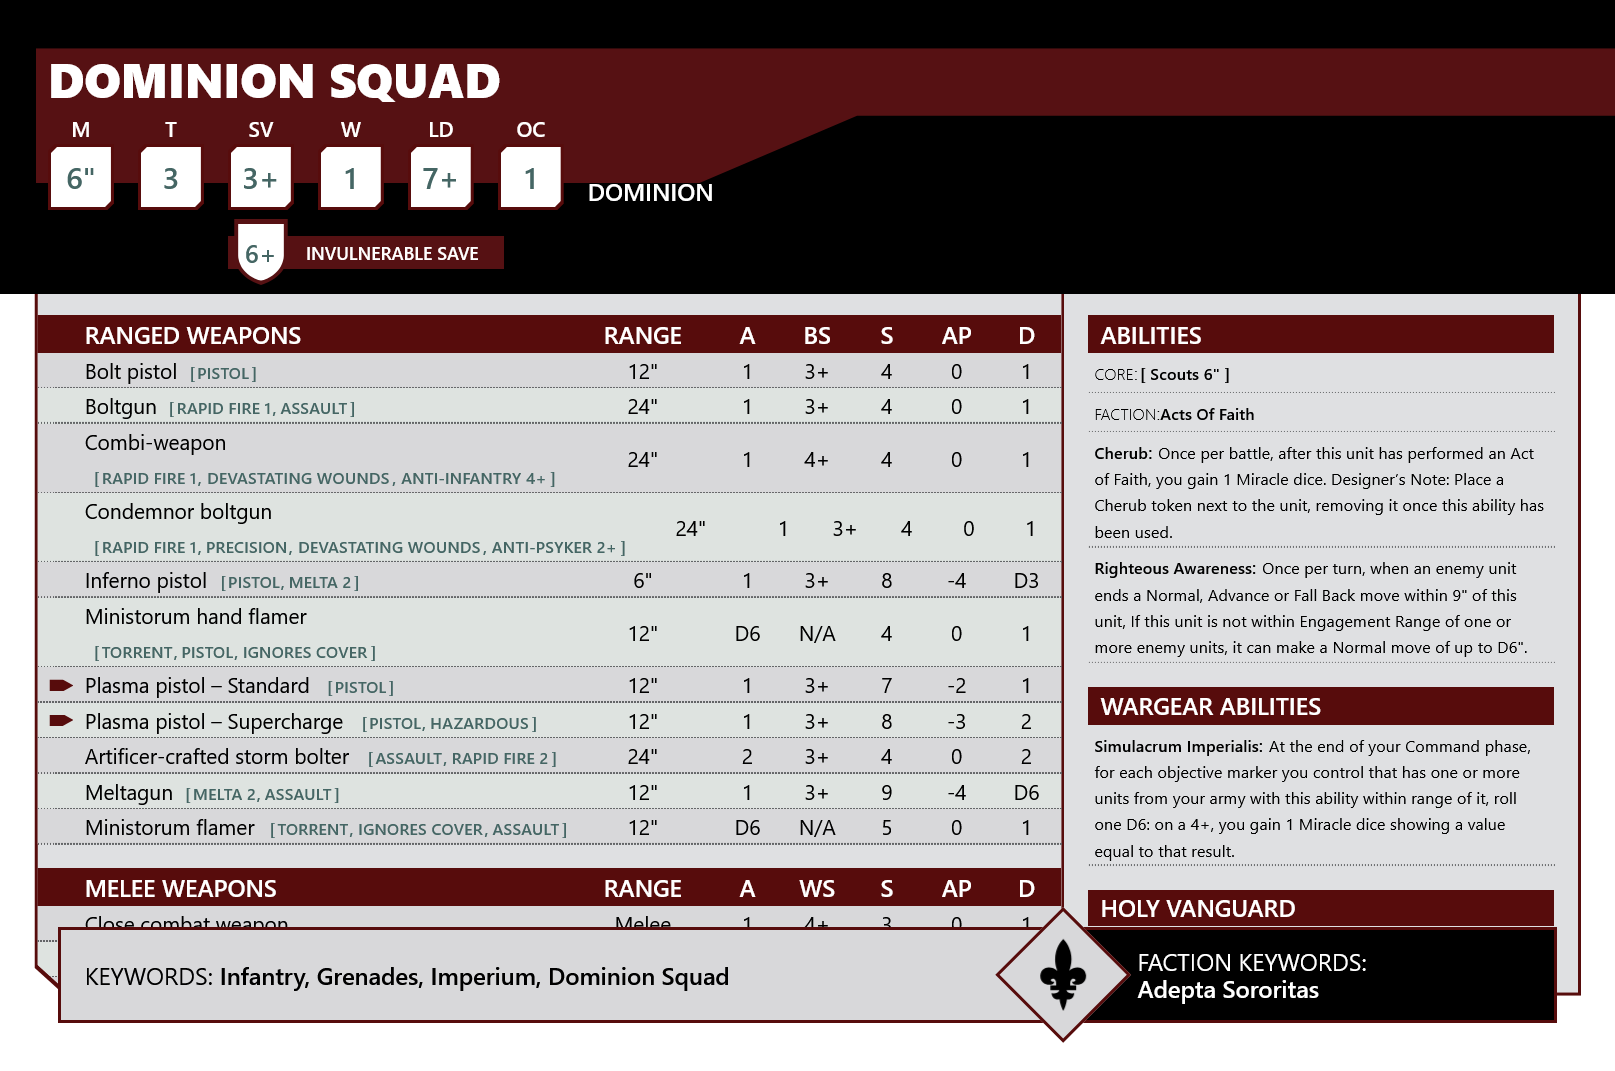 DOMINION SQUAD
M T SV W LD OC
6" 3 3+ 1 7+ 1 DOMINION
6+ INVULNERABLE SAVE
RANGED WEAPONS RANGE A BS S AP D
Bolt pistol [PISTOL] 12" 1 3+ 4 0 1
Boltgun [RAPID FIRE 1, ASSAULT] 24" 1 3+ 4 0 1
Combi-weapon
24" 1 4+ 4 0 1
[RAPID FIRE 1, DEVASTATING WOUNDS, ANTI-INFANTRY 4+]
Condemnor boltgun
24" 1 3+ 4 0 1
[RAPID FIRE 1, PRECISION, DEVASTATING WOUNDS, ANTI-PSYKER 2+]
Inferno pistol [PISTOL, MELTA 2] 6" 1 3+ 8 -4 D3
Ministorum hand flamer
12" D6 N/A 4 0 1
[TORRENT, PISTOL, IGNORES COVER]
Plasma pistol – Standard [PISTOL] 12" 1 3+ 7 -2 1
Plasma pistol – Supercharge [PISTOL, HAZARDOUS] 12" 1 3+ 8 -3 2
Artificer-crafted storm bolter [ASSAULT, RAPID FIRE 2] 24" 2 3+ 4 0 2
Meltagun [MELTA 2, ASSAULT] 12" 1 3+ 9 -4 D6
Ministorum flamer [TORRENT, IGNORES COVER, ASSAULT] 12" D6 N/A 5 0 1
MELEE WEAPONS RANGE A WS S AP D
Close combat weapon Melee 1 4+ 3 0 1
ABILITIES
CORE: [ Scouts 6" ]
FACTION:Acts Of Faith
Cherub: Once per battle, after this unit has performed an Act
of Faith, you gain 1 Miracle dice. Designer’s Note: Place a
Cherub token next to the unit, removing it once this ability has
been used.
Righteous Awareness: Once per turn, when an enemy unit
ends a Normal, Advance or Fall Back move within 9" of this
unit, If this unit is not within Engagement Range of one or
more enemy units, it can make a Normal move of up to D6".
WARGEAR ABILITIES
Simulacrum Imperialis: At the end of your Command phase,
for each objective marker you control that has one or more
units from your army with this ability within range of it, roll
one D6: on a 4+, you gain 1 Miracle dice showing a value
equal to that result.
HOLY VANGUARD
KEYWORDS: Infantry, Grenades, Imperium, Dominion Squad
FACTION KEYWORDS:
Adepta Sororitas